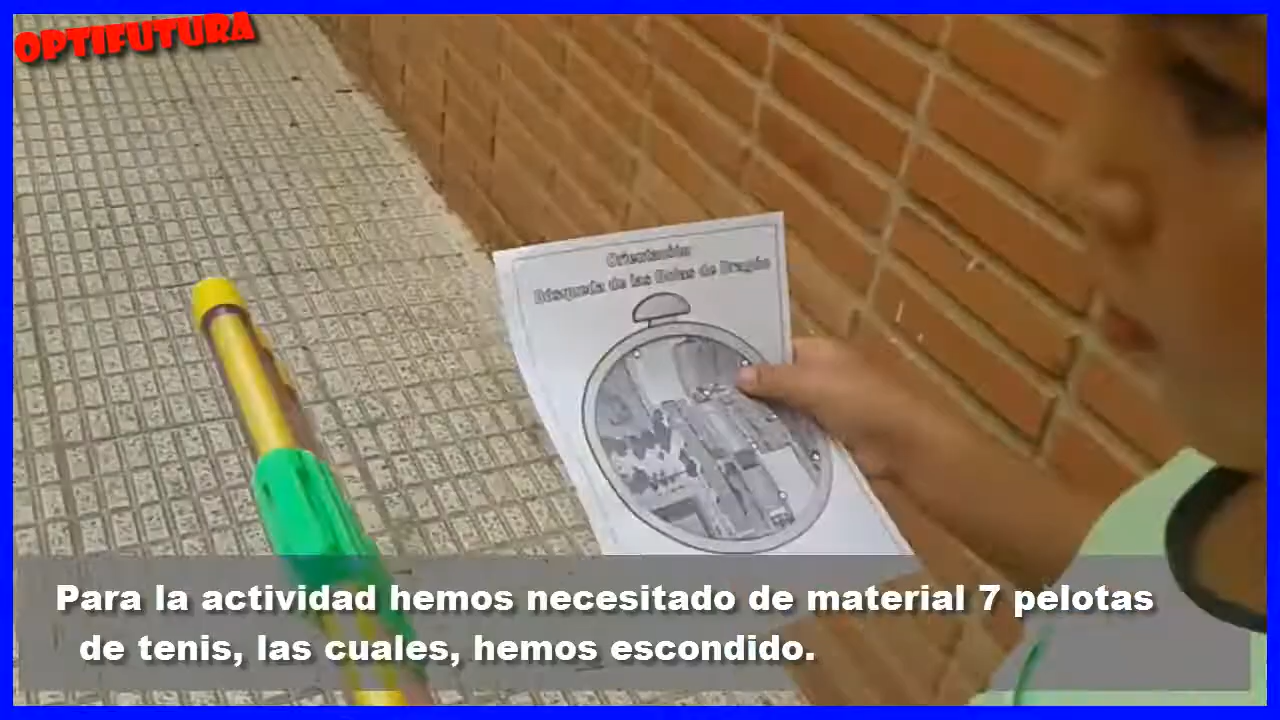 OPTIFUTURA
Orientación
Búsqueda de las Bolas de Dragón
Para la actividad hemos necesitado de material 7 pelotas
de tenis, las cuales, hemos escondido.